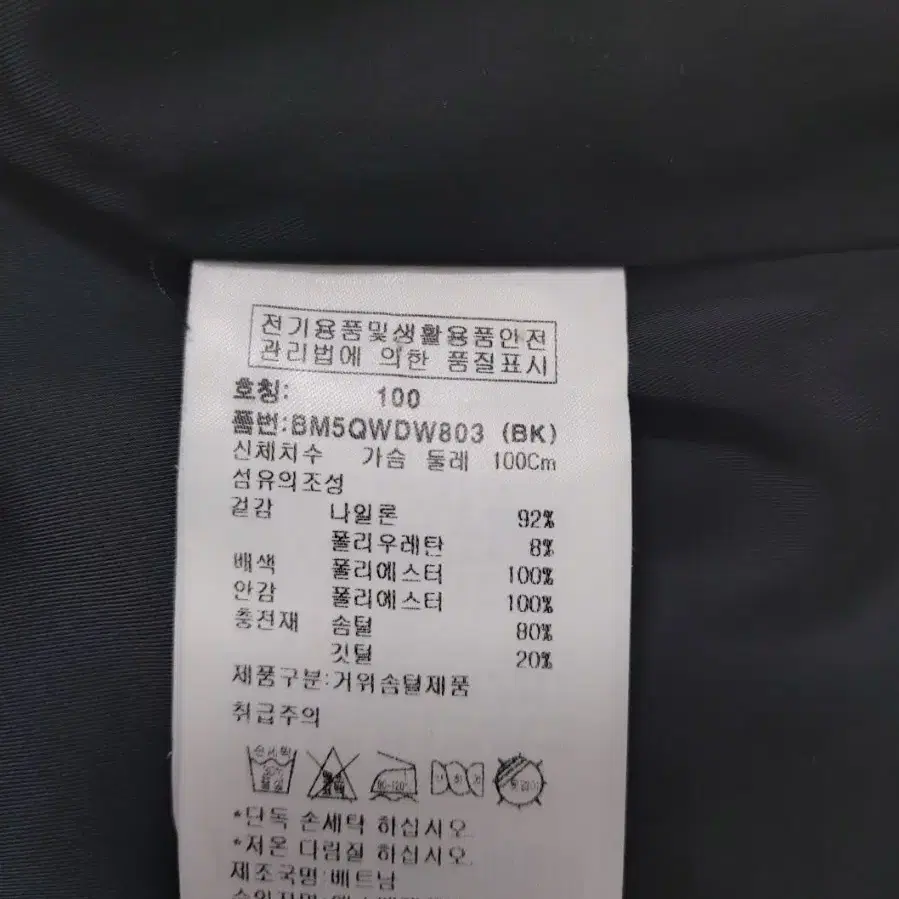 전기용품및생활용품안전
관리법에 의한 품질표시
호칭: 100
품번:BM5QWDW803 (BK)
신체치수 가슴 둘레 100Cm
섬유의조성
겉감 나일론 92%
폴리우레탄 8%
배색 폴리에스터 100%
안감 폴리에스터 100%
충전재 솜털 80%
깃털 20%
제품구분:거위솜털제품
취급주의
손세탁
80-120℃
*단독 손세탁 하십시오.
*저온 다림질 하십시오.
제조국명:베트남